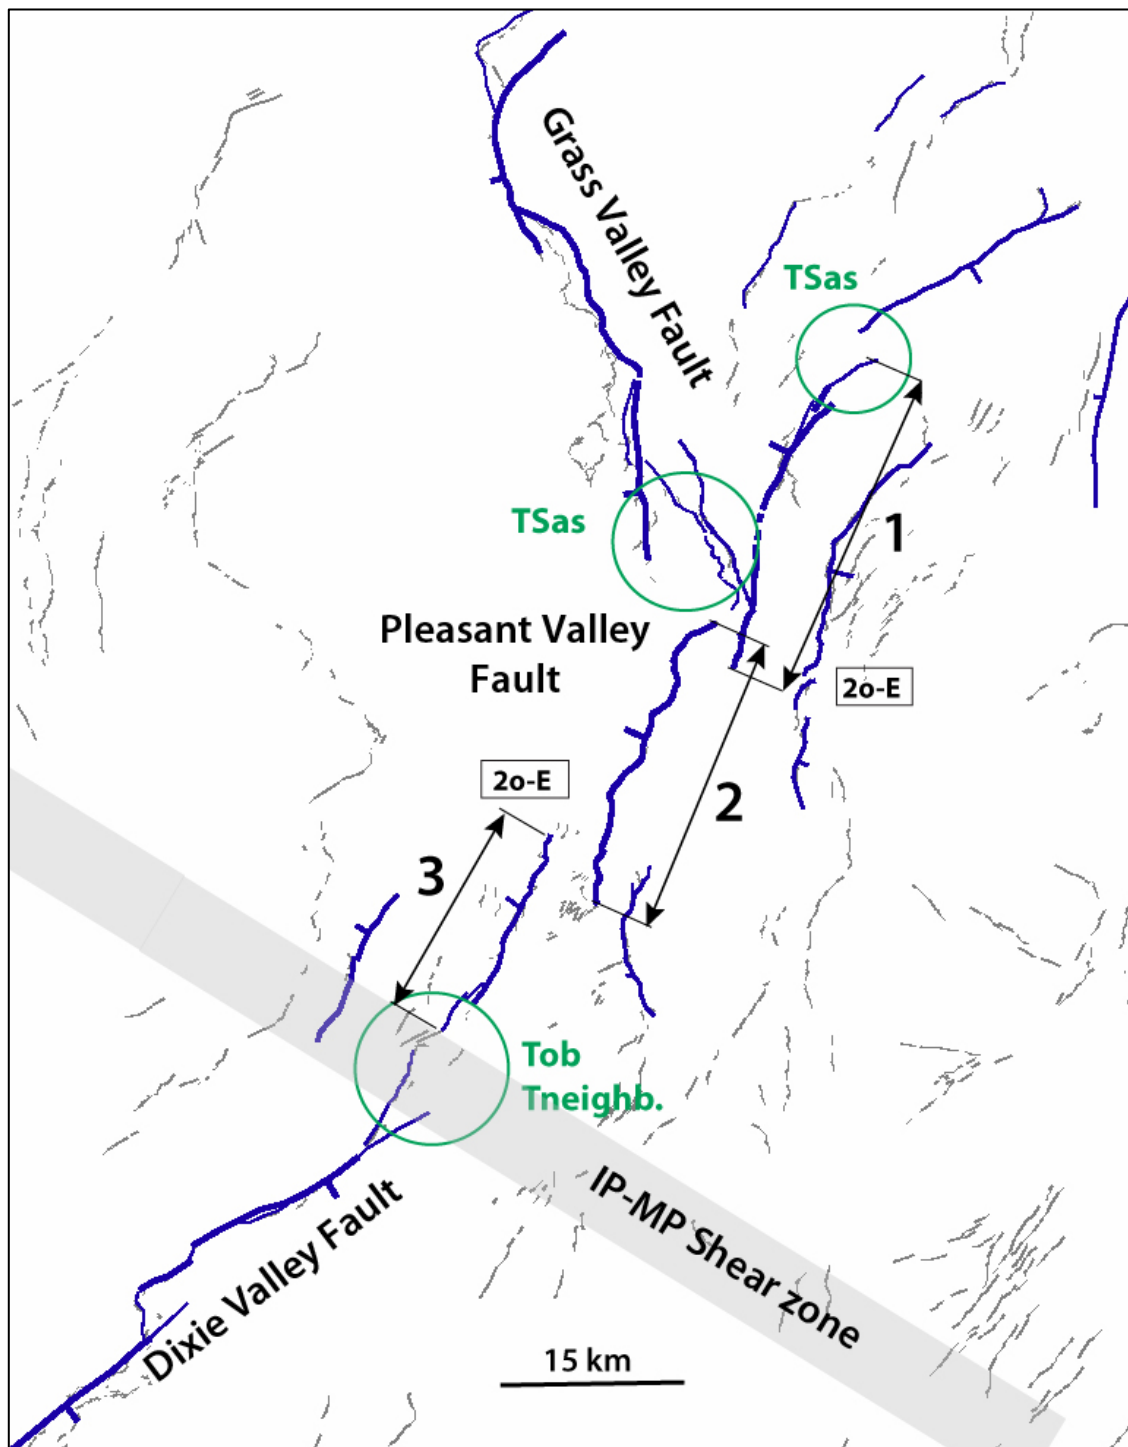 Grass Valley Fault
TSas
1
TSas
Pleasant Valley
Fault
2o-E
2o-E
2
3
Tob
Tneighb.
IP-MP Shear zone
Dixie Valley Fault
15 km